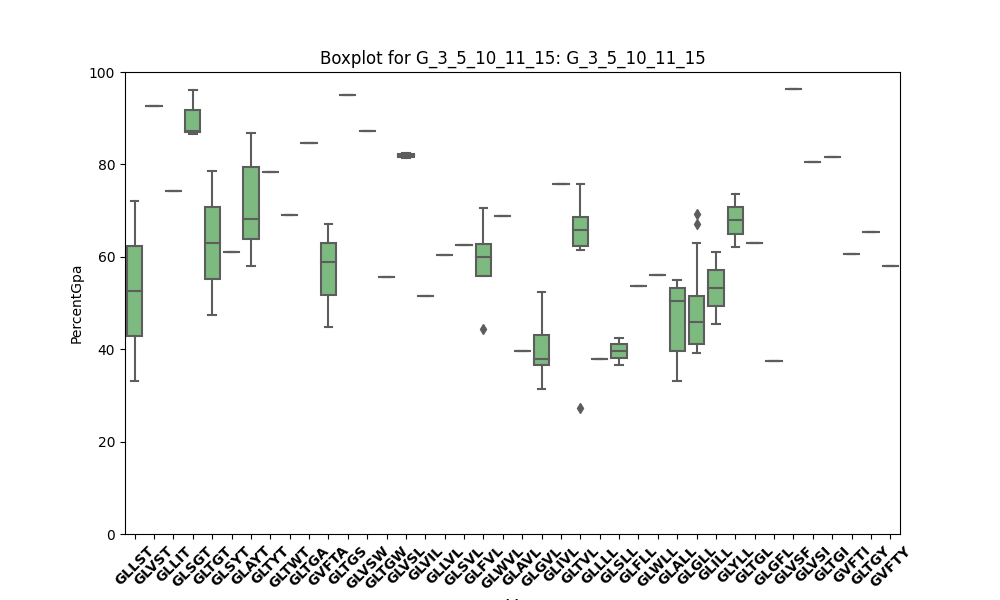 Boxplot for G_3_5_10_11_15: G_3_5_10_11_15
100
80
60
40
20
0
PercentGpa
GLLST
GLVST
GLLIT
GLSGT
GLTGT
GLSYT
GLAYT
GLTYT
GLTWT
GLTGA
GVFTA
GLTGS
GLVSW
GLTGW
GLVSL
GLVIL
GLLVL
GLSVL
GLFVL
GLWVL
GLAVL
GLGVL
GLIVL
GLTVL
GLLLL
GLSLL
GLFLL
GLWLL
GLALL
GLGLL
GLILL
GLYLL
GLTGL
GLGFL
GLVSF
GLVSI
GLTGI
GVFTI
GLTGY
GVFTY